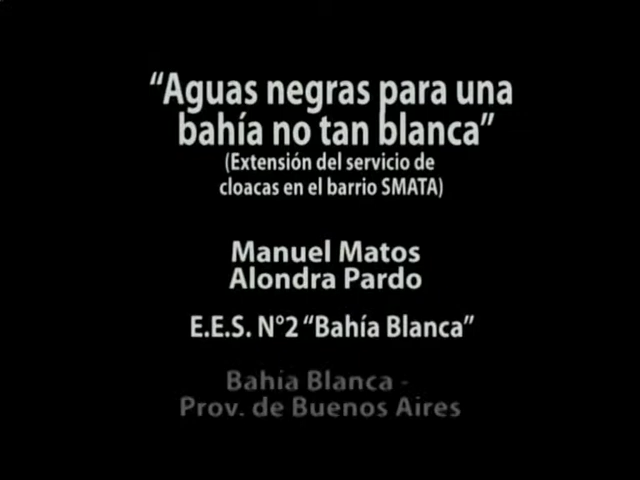 “Aguas negras para una
bahía no tan blanca”
(Extensión del servicio de
cloacas en el barrio SMATA)
Manuel Matos
Alondra Pardo
E.E.S. N°2 “Bahía Blanca”
Bahía Blanca -
Prov. de Buenos Aires